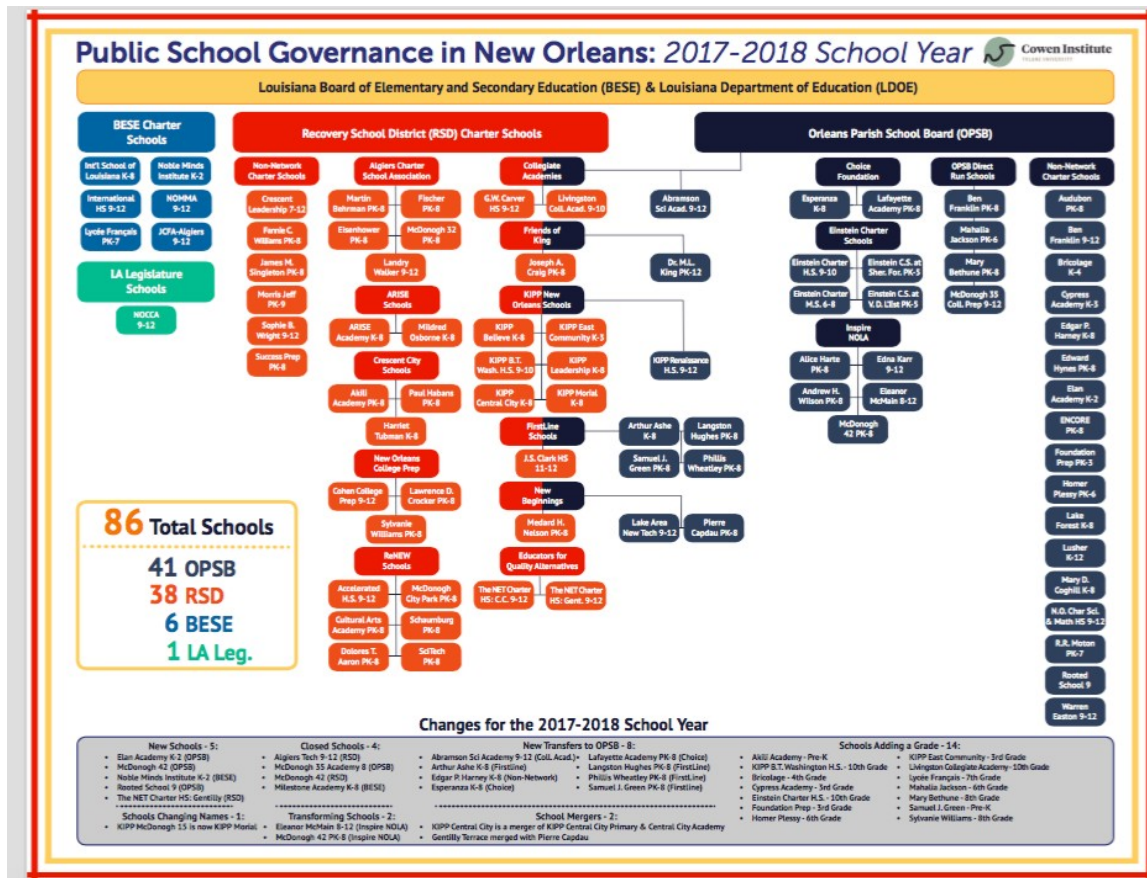 Public School Governance in New Orleans: 2017-2018 School Year
Cowen Institute
TULANE UNIVERSITY
Louisiana Board of Elementary and Secondary Education (BESE) & Louisiana Department of Education (LDOE)
BESE Charter
Schools
Int'l School of
Louisiana K-8
Noble Minds
Institute K-2
International
HS 9-12
NOMMA
9-12
Lycée Français
PK-7
JCFA-Algiers
9-12
LA Legislature
Schools
NOCCA
9-12
Recovery School District (RSD) Charter Schools
Non-Network
Charter Schools
Crescent
Leadership 7-12
Fannie C.
Williams PK-8
James M.
Singleton PK-8
Morris Jeff
PK-9
Sophie B.
Wright 9-12
Success Prep
PK-8
Algiers Charter
School Association
Martin
Behrman PK-8
Fischer
PK-8
Eisenhower
PK-8
McDonogh 32
PK-8
Landry
Walker 9-12
ARISE
Schools
ARISE
Academy K-8
Mildred
Osborne K-8
Crescent City
Schools
Akili
Academy PK-8
Paul Habans
PK-8
Harriet
Tubman K-8
New Orleans
College Prep
Cohen College
Prep 9-12
Lawrence D.
Crocker PK-8
Sylvanie
Williams PK-8
ReNEW
Schools
Accelerated
H.S. 9-12
McDonogh
City Park PK-8
Cultural Arts
Academy PK-8
Schaumburg
PK-8
Dolores T.
Aaron PK-8
SciTech
PK-8
Collegiate
Academies
G.W. Carver
HS 9-12
Livingston
Coll. Acad. 9-10
Abramson
Sci Acad. 9-12
Friends of
King
Joseph A.
Craig PK-8
Dr. M.L.
King PK-12
KIPP New
Orleans Schools
KIPP
Believe K-8
KIPP East
Community K-3
KIPP B.T.
Wash. H.S. 9-10
KIPP
Leadership K-8
KIPP
Central City K-8
KIPP Morial
K-8
KIPP Renaissance
H.S. 9-12
FirstLine
Schools
J.S. Clark HS
11-12
Arthur Ashe
K-8
Langston
Hughes PK-8
Samuel J.
Green PK-8
Phillis
Wheatley PK-8
New
Beginnings
Medard H.
Nelson PK-8
Lake Area
New Tech 9-12
Pierre
Capdau PK-8
Educators for
Quality Alternatives
The NET Charter
HS: C.C. 9-12
The NET Charter
HS: Gent. 9-12
Orleans Parish School Board (OPSB)
Choice
Foundation
Esperanza
K-8
Lafayette
Academy PK-8
Einstein Charter
Schools
Einstein Charter
H.S. 9-10
Einstein C.S. at
Sher. For. PK-5
Einstein Charter
M.S. 6-8
Einstein C.S. at
V. D. L'Est PK-5
Inspire
NOLA
Alice Harte
PK-8
Edna Karr
9-12
Andrew H.
Wilson PK-8
Eleanor
McMain 8-12
McDonogh
42 PK-8
OPSB Direct
Run Schools
Ben
Franklin PK-8
Mahalia
Jackson PK-6
Mary
Bethune PK-8
McDonogh 35
Coll. Prep 9-12
Non-Network
Charter Schools
Audubon
PK-8
Ben
Franklin 9-12
Bricolage
K-4
Cypress
Academy K-3
Edgar P.
Harney K-8
Edward
Hynes PK-8
Elan
Academy K-2
ENCORE
PK-8
Foundation
Prep PK-3
Homer
Plessy PK-6
Lake
Forest K-8
Lusher
K-12
Mary D.
Coghill K-8
N.O. Char Sci.
& Math HS 9-12
R.R. Moton
PK-7
Rooted
School 9
Warren
Easton 9-12
86 Total Schools
41 OPSB
38 RSD
6 BESE
1 LA Leg.
Changes for the 2017-2018 School Year
New Schools - 5:
• Elan Academy K-2 (OPSB)
• McDonogh 42 (OPSB)
• Noble Minds Institute K-2 (BESE)
• Rooted School 9 (OPSB)
• The NET Charter HS: Gentilly (RSD)
Schools Changing Names - 1:
• KIPP McDonogh 15 is now KIPP Morial
Closed Schools - 4:
• Algiers Tech 9-12 (RSD)
• McDonogh 35 Academy 8 (OPSB)
• McDonogh 42 (RSD)
• Milestone Academy K-8 (BESE)
Transforming Schools - 2:
• Eleanor McMain 8-12 (Inspire NOLA)
• McDonogh 42 PK-8 (Inspire NOLA)
New Transfers to OPSB - 8:
• Abramson Sci Academy 9-12 (Coll. Acad.)
• Arthur Ashe K-8 (Firstline)
• Edgar P. Harney K-8 (Non-Network)
• Esperanza K-8 (Choice)
• Lafayette Academy PK-8 (Choice)
• Langston Hughes PK-8 (FirstLine)
• Phillis Wheatley PK-8 (FirstLine)
• Samuel J. Green PK-8 (Firstline)
School Mergers - 2:
• KIPP Central City is a merger of KIPP Central City Primary & Central City Academy
• Gentilly Terrace merged with Pierre Capdau
Schools Adding a Grade - 14:
• Akili Academy - Pre-K
• KIPP B.T. Washington H.S. - 10th Grade
• Bricolage - 4th Grade
• Cypress Academy - 3rd Grade
• Einstein Charter H.S. - 10th Grade
• Foundation Prep - 3rd Grade
• Homer Plessy - 6th Grade
• KIPP East Community - 3rd Grade
• Livingston Collegiate Academy - 10th Grade
• Lycée Français - 7th Grade
• Mahalia Jackson - 6th Grade
• Mary Bethune - 8th Grade
• Samuel J. Green - Pre-K
• Sylvanie Williams - 8th Grade